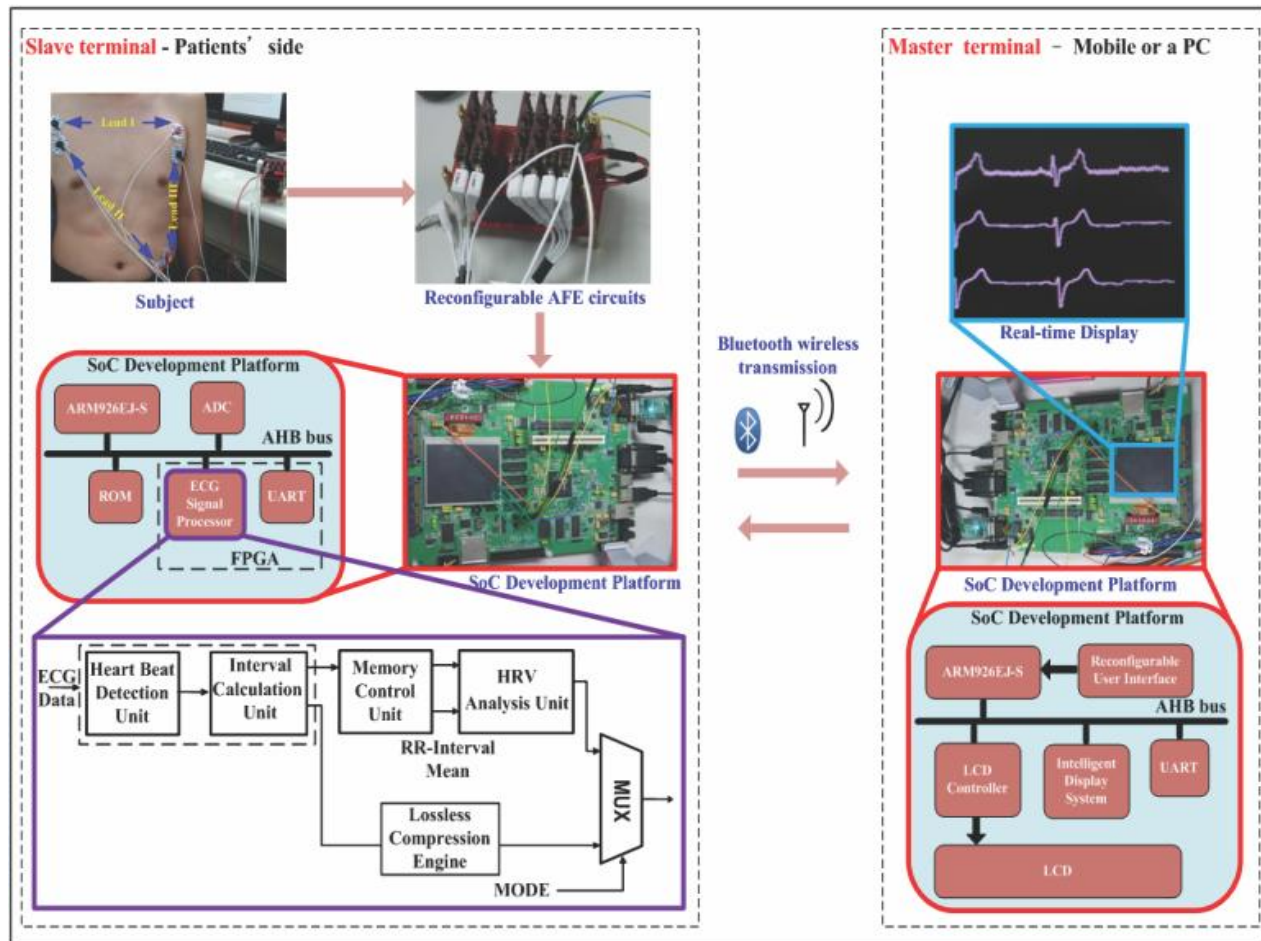 Slave terminal - Patients' side
Lead I
Lead II
Lead III
Subject
Reconfigurable AFE circuits
SoC Development Platform
ARM926EJ-S
ADC
AHB bus
ROM
ECG
Signal
Processor
UART
FPGA
SoC Development Platform
ECG
Data
Heart Beat
Detection
Unit
Interval
Calculation
Unit
Memory
Control
Unit
HRV
Analysis Unit
RR-Interval
Mean
Lossless
Compression
Engine
MUX
MODE
Bluetooth wireless
transmission
Master terminal - Mobile or a PC
Real-time Display
SoC Development Platform
SoC Development Platform
ARM926EJ-S
Reconfigurable
User Interface
AHB bus
LCD
Controller
Intelligent
Display
System
UART
LCD